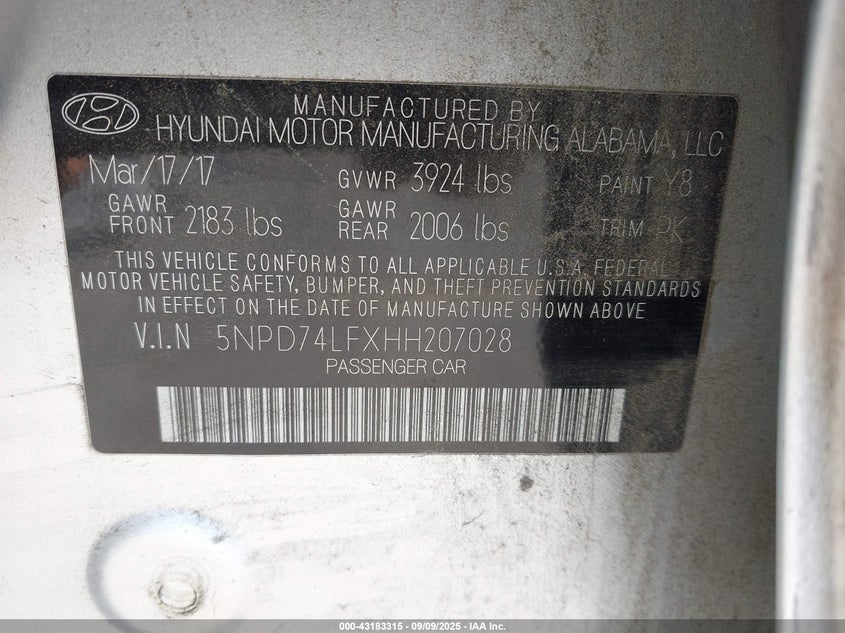 MANUFACTURED BY
HYUNDAI MOTOR MANUFACTURING ALABAMA, LLC
Mar/17/17 GVWR 3924 lbs PAINT Y8
GAWR FRONT 2183 lbs GAWR REAR 2006 lbs TRIM PK
THIS VEHICLE CONFORMS TO ALL APPLICABLE U.S.A. FEDERAL
MOTOR VEHICLE SAFETY, BUMPER, AND THEFT PREVENTION STANDARDS
IN EFFECT ON THE DATE OF MANUFACTURE SHOWN ABOVE
V.I.N 5NPD74LFXHH207028
PASSENGER CAR
000-43183315 - 09/09/2025 - IAA Inc.